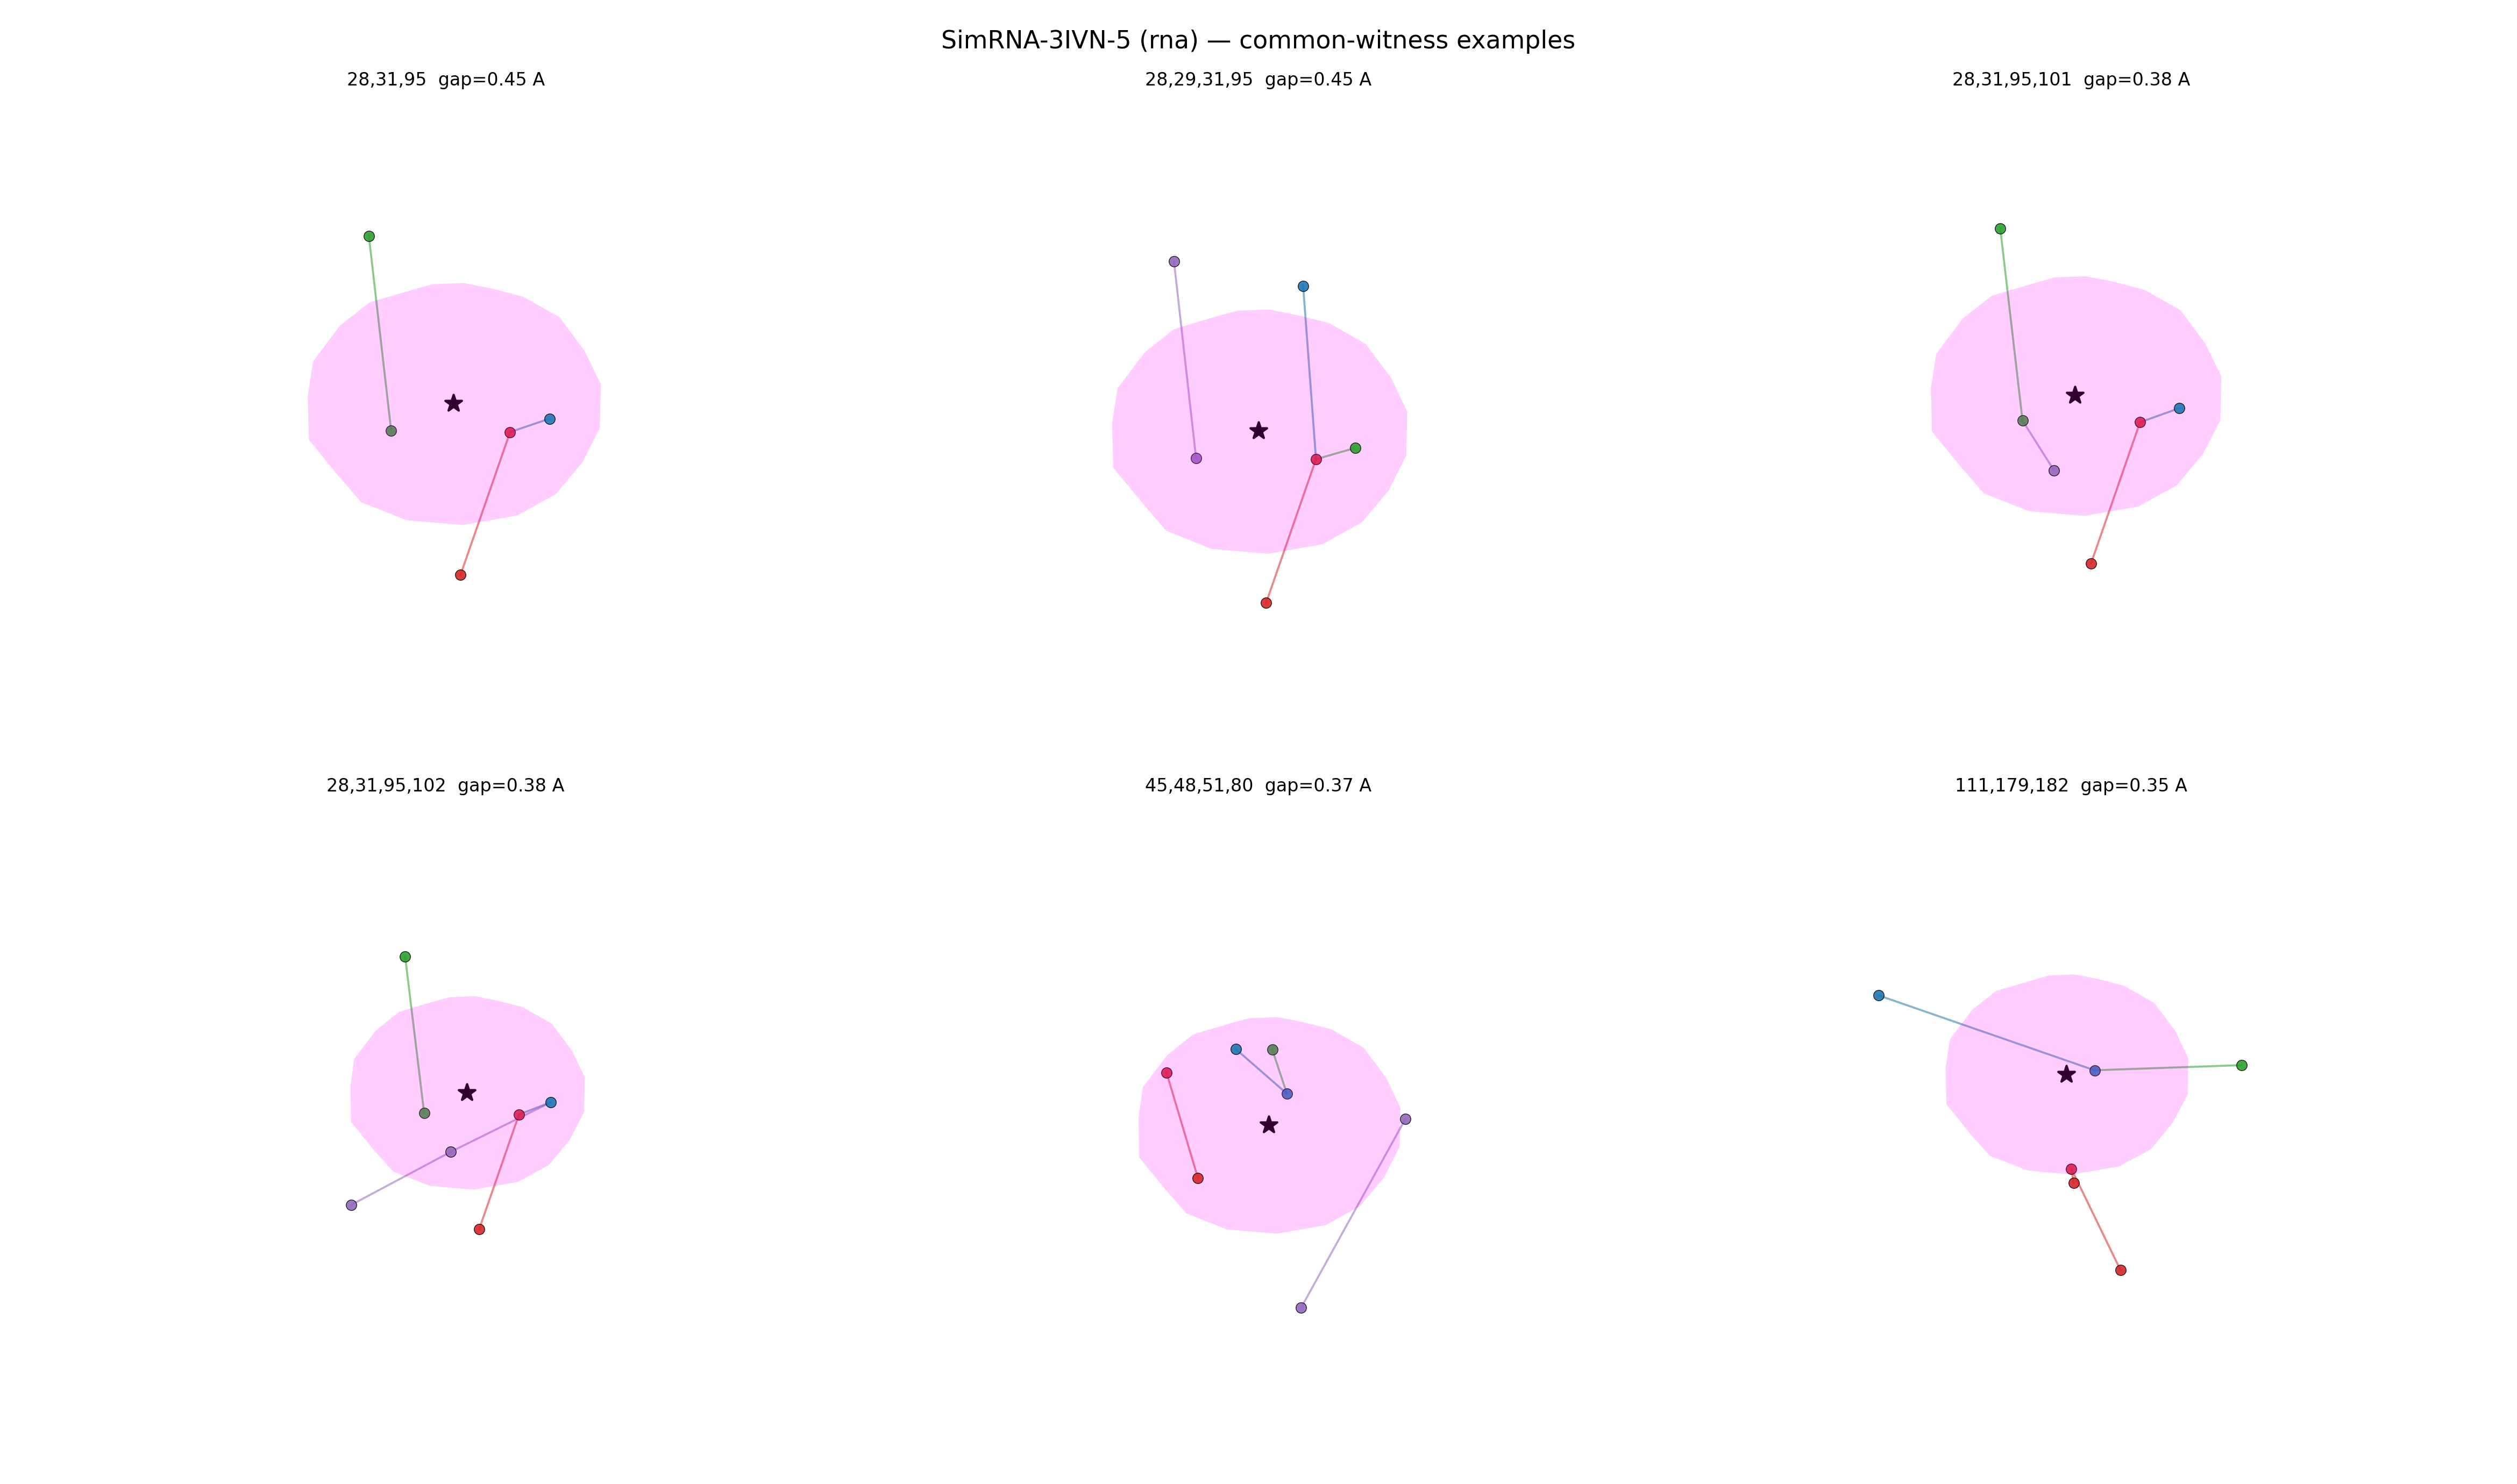 SimRNA-3IVN-5 (rna) — common-witness examples
28,31,95  gap=0.45 A
28,29,31,95  gap=0.45 A
28,31,95,101  gap=0.38 A
28,31,95,102  gap=0.38 A
45,48,51,80  gap=0.37 A
111,179,182  gap=0.35 A